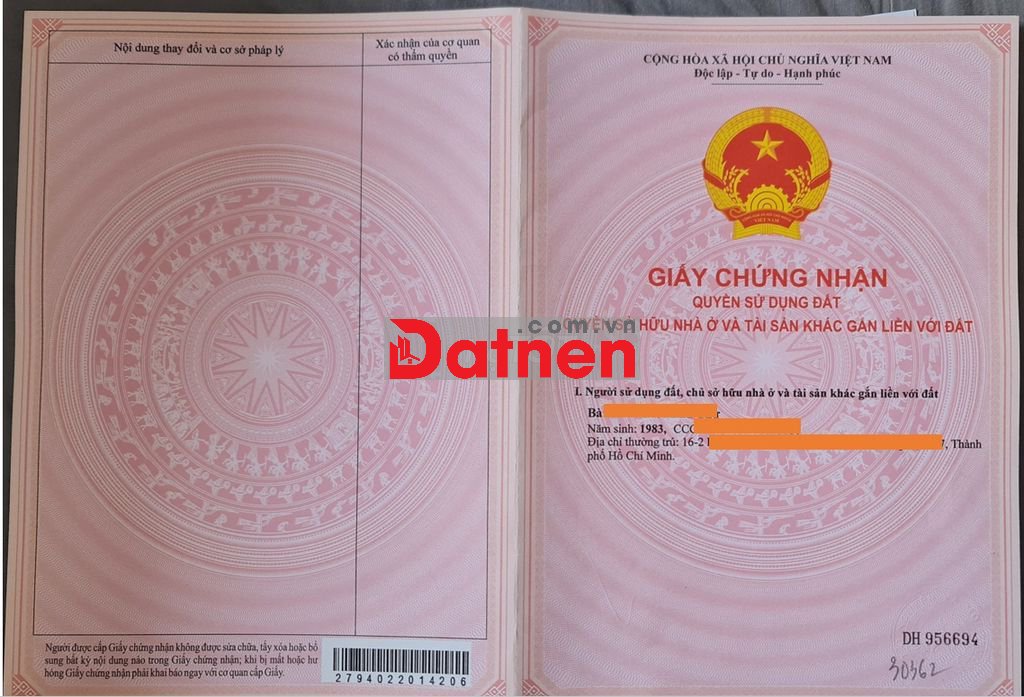 Nội dung thay đổi và cơ sở pháp lý
Xác nhận của cơ quan
có thẩm quyền
Người được cấp Giấy chứng nhận không được sửa chữa, tẩy xóa hoặc bổ
sung bất kỳ nội dung nào trong Giấy chứng nhận; khi bị mất hoặc hư
hỏng Giấy chứng nhận phải khai báo ngay với cơ quan cấp Giấy.
2794022014206
CỘNG HÒA XÃ HỘI CHỦ NGHĨA VIỆT NAM
Độc lập - Tự do - Hạnh phúc
VIỆT NAM
GIẤY CHỨNG NHẬN
QUYỀN SỬ DỤNG ĐẤT
QUYỀN SỞ HỮU NHÀ Ở VÀ TÀI SẢN KHÁC GẮN LIỀN VỚI ĐẤT
.com.vn
Datnen
I. Người sử dụng đất, chủ sở hữu nhà ở và tài sản khác gắn liền với đất
Bà
Năm sinh: 1983, CCC
Địa chỉ thường trú: 16-2 , Thành
phố Hồ Chí Minh.
DH 956694
30362